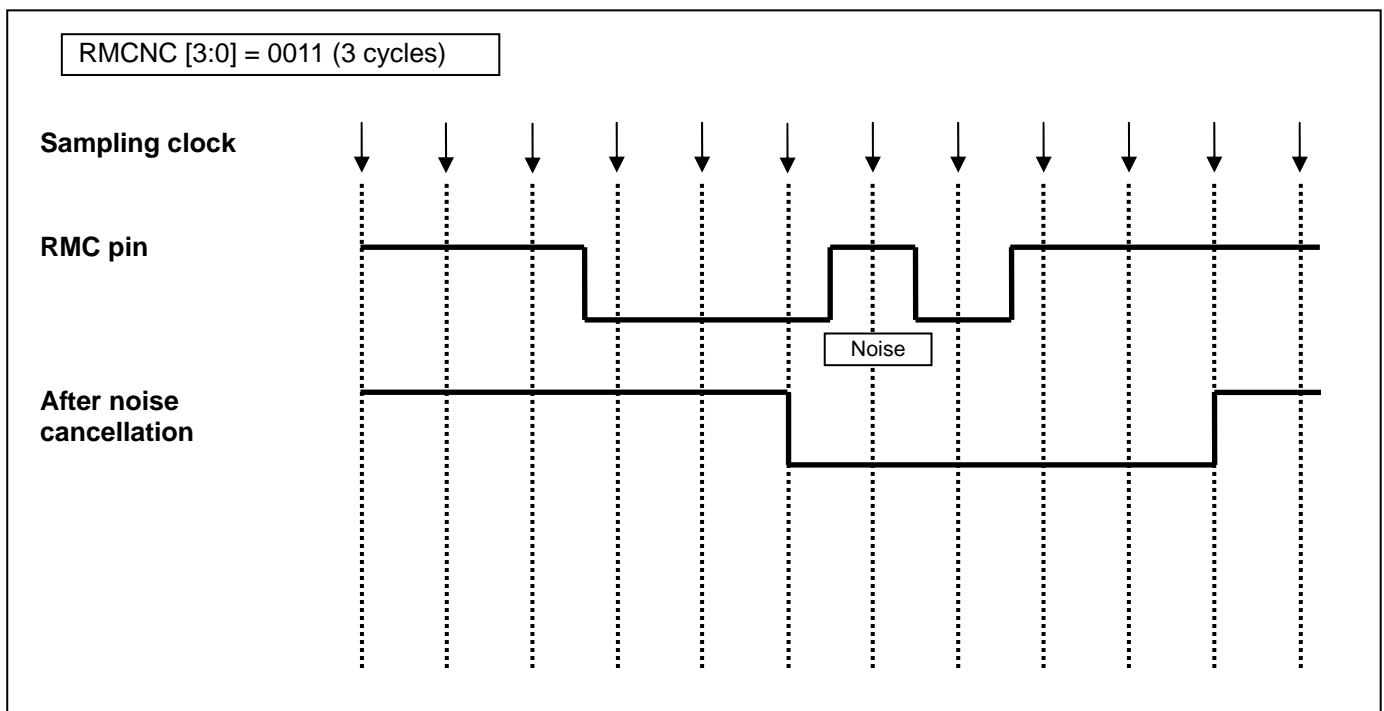 RMCNC [3:0] = 0011 (3 cycles)
Sampling clock
RMC pin
Noise
After noise
cancellation